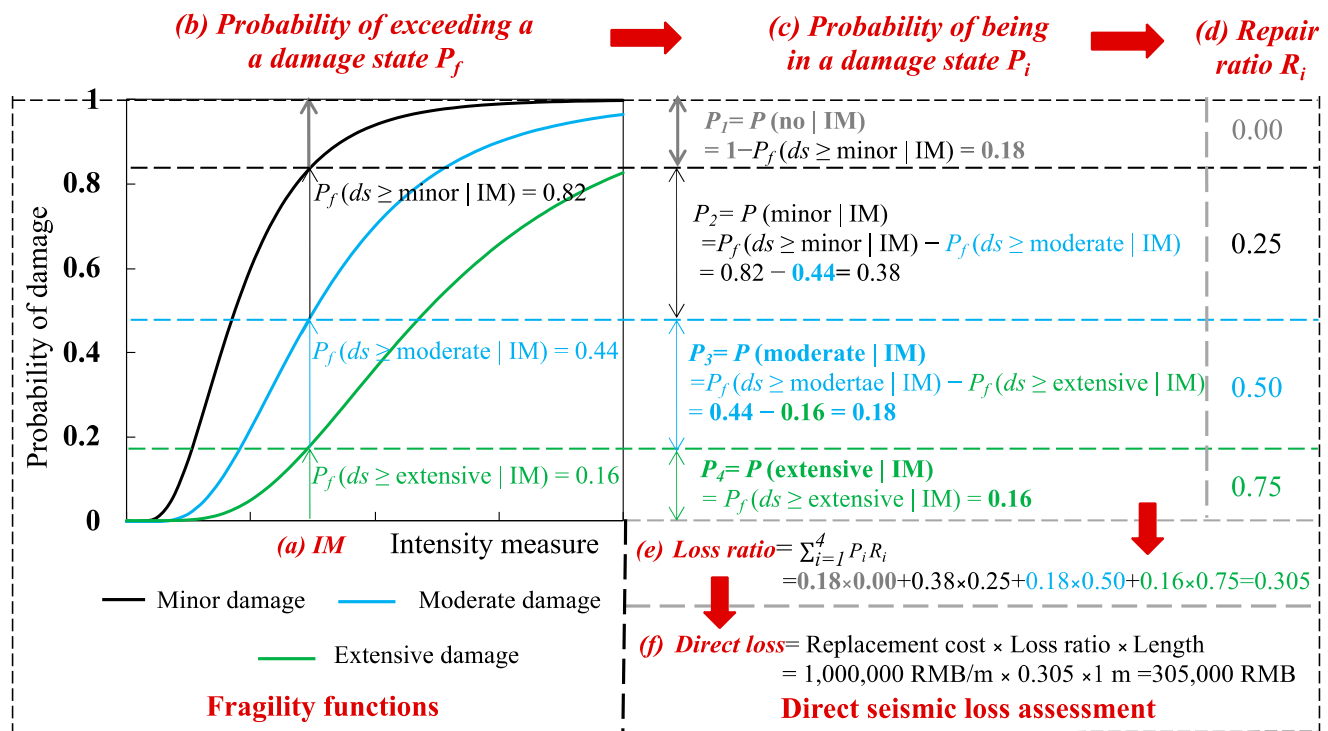 (b) Probability of exceeding a
a damage state Pf
(c) Probability of being
in a damage state Pi
(d) Repair
ratio Ri
1
0.8
0.6
0.4
0.2
0
Probability of damage
Pf (ds ≥ minor | IM) = 0.82
Pf (ds ≥ moderate | IM) = 0.44
Pf (ds ≥ extensive | IM) = 0.16
(a) IM
Intensity measure
Minor damage
Moderate damage
Extensive damage
Fragility functions
P1= P (no | IM)
= 1−Pf (ds ≥ minor | IM) = 0.18
0.00
P2= P (minor | IM)
=Pf (ds ≥ minor | IM) − Pf (ds ≥ moderate | IM)
= 0.82 − 0.44= 0.38
0.25
P3= P (moderate | IM)
=Pf (ds ≥ modertae | IM) − Pf (ds ≥ extensive | IM)
= 0.44 − 0.16 = 0.18
0.50
P4= P (extensive | IM)
= Pf (ds ≥ extensive | IM) = 0.16
0.75
(e) Loss ratio= ∑⁴i=1 PiRi
=0.18×0.00+0.38×0.25+0.18×0.50+0.16×0.75=0.305
(f) Direct loss= Replacement cost × Loss ratio × Length
= 1,000,000 RMB/m × 0.305 ×1 m =305,000 RMB
Direct seismic loss assessment